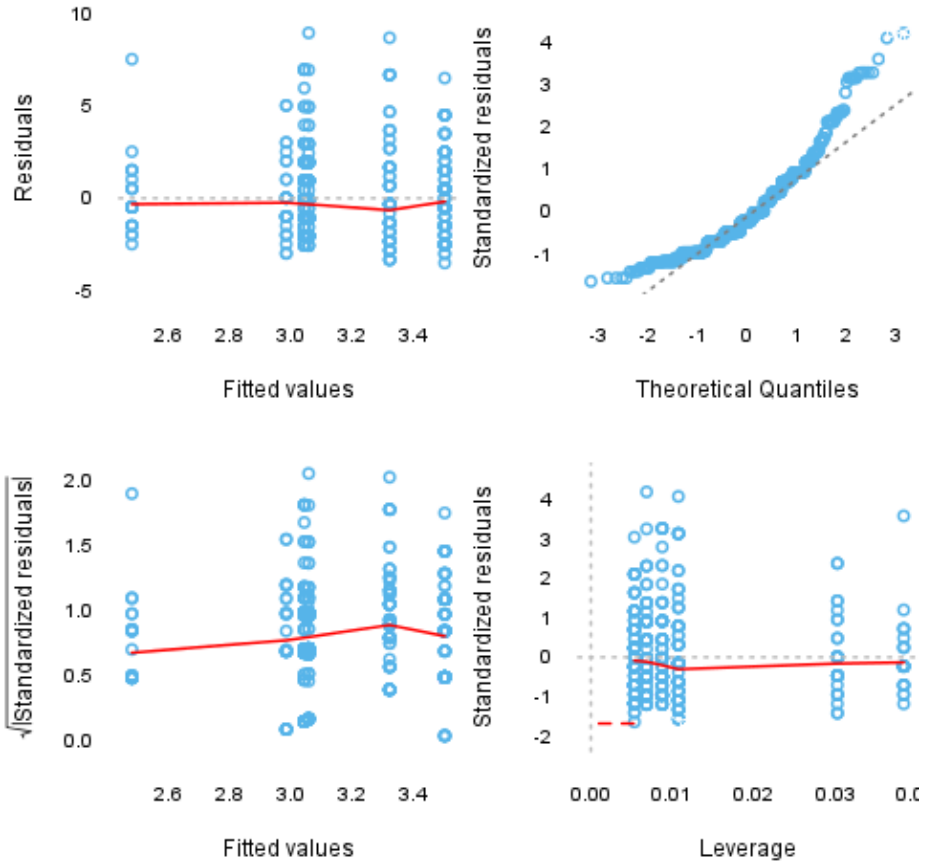 10
5
0
-5
Residuals
2.6 2.8 3.0 3.2 3.4
Fitted values
4
3
2
1
0
-1
Standardized residuals
-3 -2 -1 0 1 2 3
Theoretical Quantiles
2.0
1.5
1.0
0.5
0.0
√|Standardized residuals|
2.6 2.8 3.0 3.2 3.4
Fitted values
4
3
2
1
0
-1
-2
Standardized residuals
0.00 0.01 0.02 0.03
Leverage